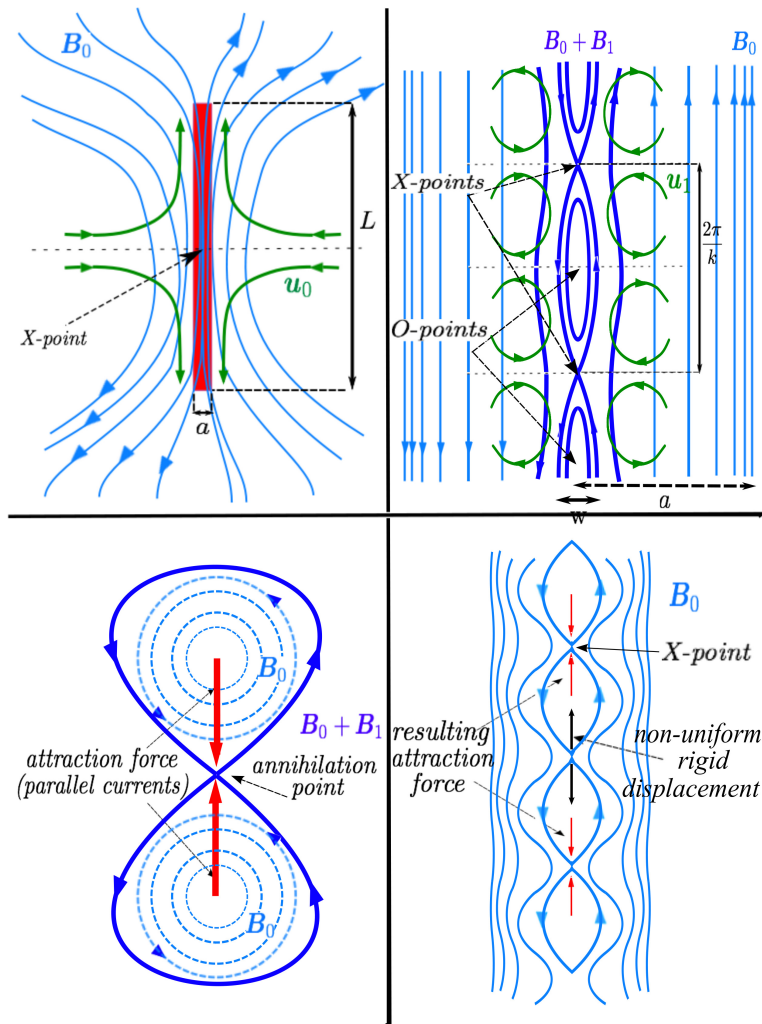 B₀
L
u₀
X-point
a
B₀ + B₁
B₀
X-points
u₁
2π
k
O-points
a
w
B₀
B₀ + B₁
attraction force
(parallel currents)
annihilation
point
B₀
B₀
X-point
resulting
attraction
force
non-uniform
rigid
displacement